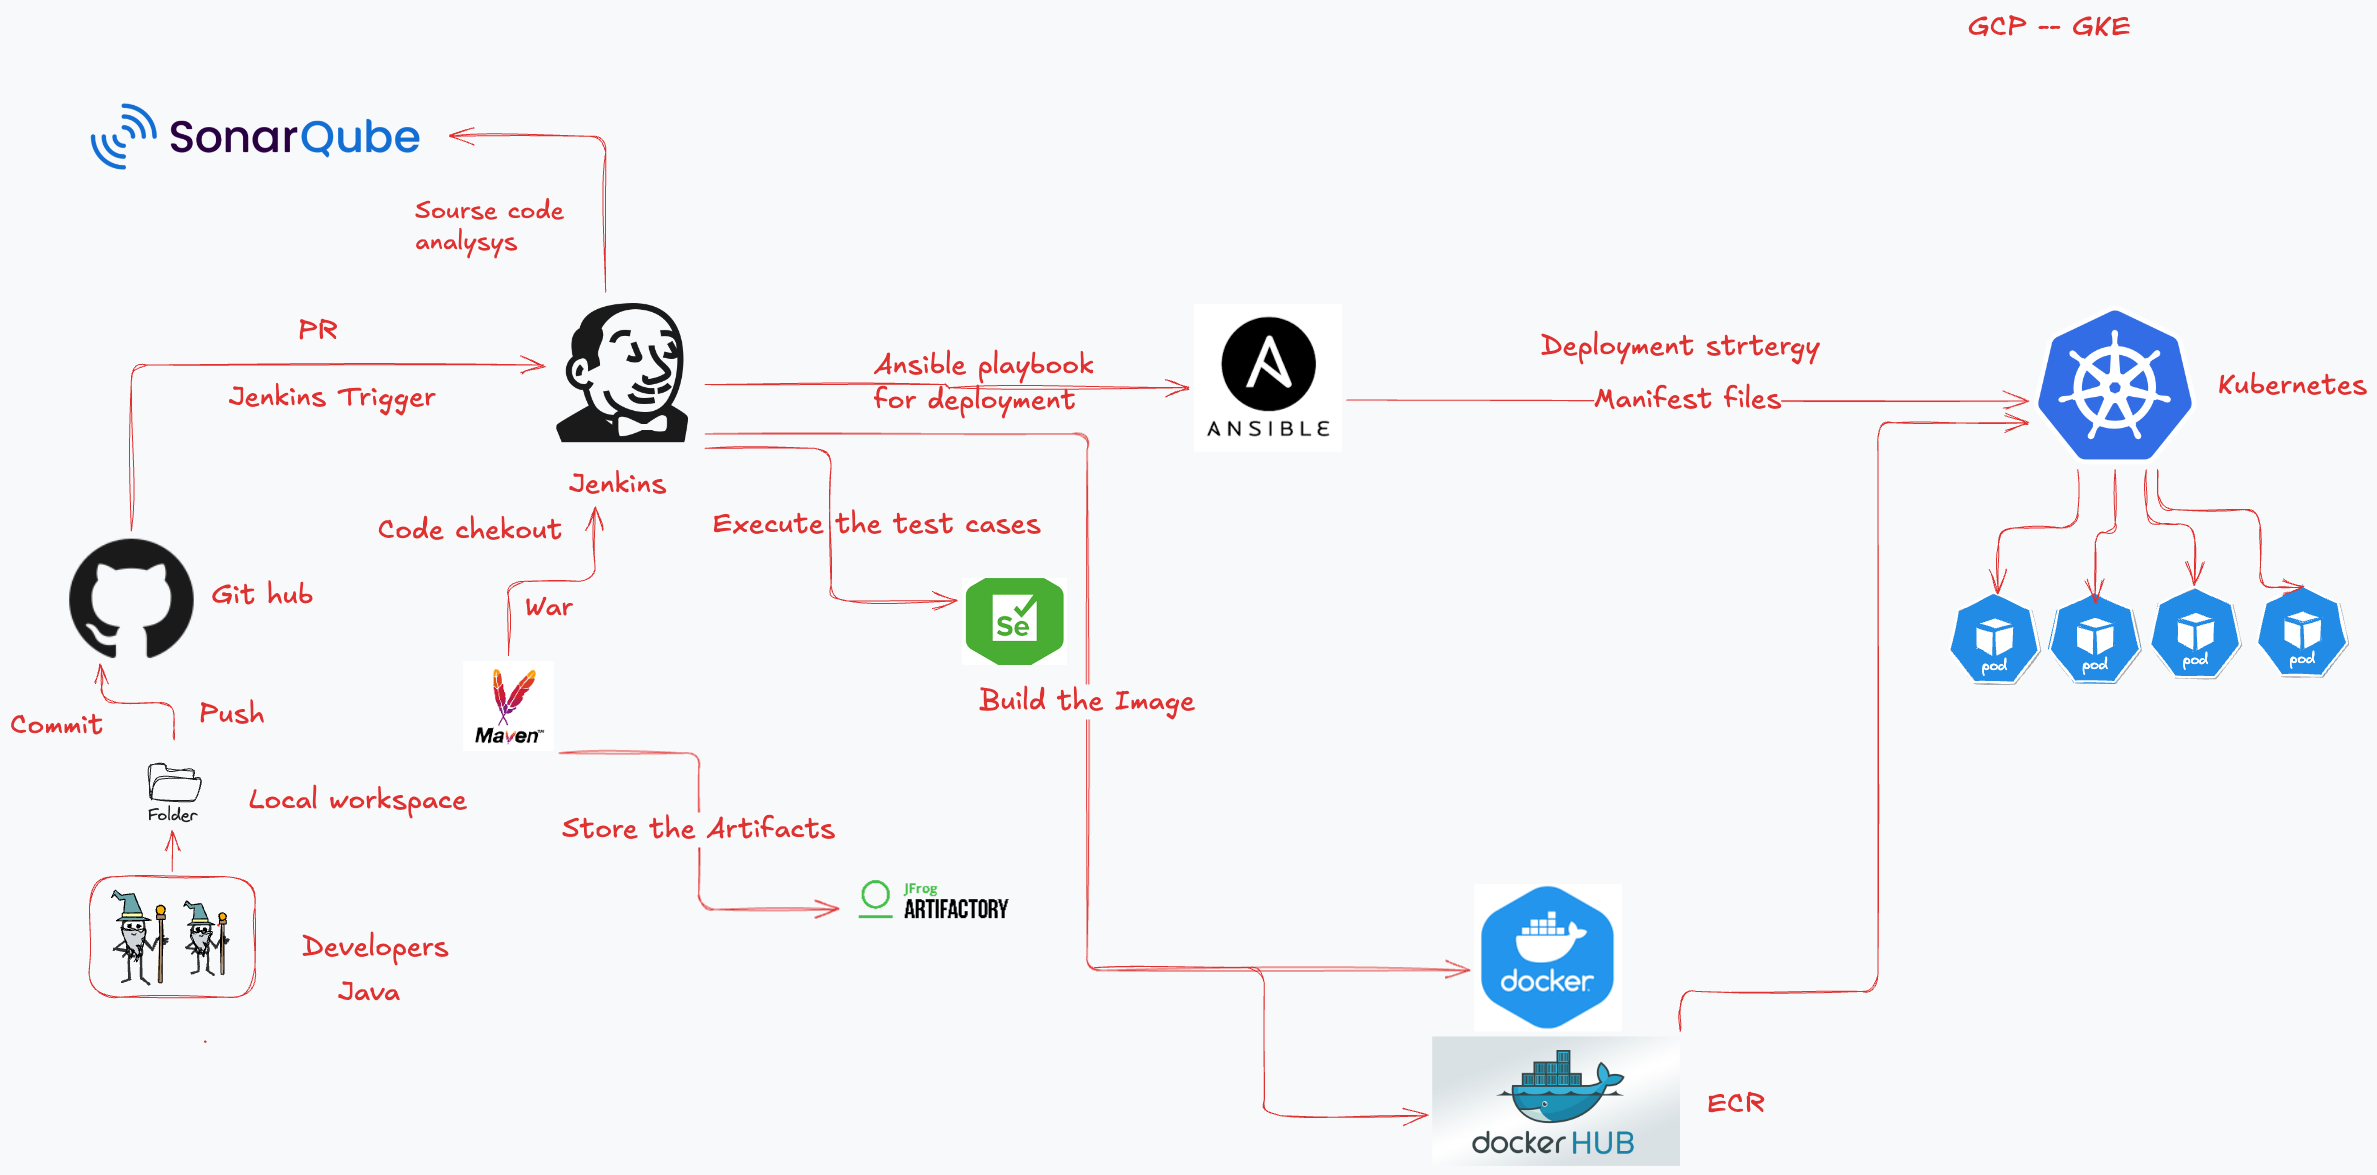 GCP -- GKE
SonarQube
Sourse code
analysys
PR
Jenkins Trigger
Jenkins
Ansible playbook
for deployment
ANSIBLE
Deployment strtergy
Manifest files
Kubernetes
Code chekout
War
Execute the test cases
Se
Git hub
Commit
Push
Maven™
Build the Image
pod
pod
pod
pod
Folder
Local workspace
Store the Artifacts
JFrog
ARTIFACTORY
Developers
Java
docker
docker HUB
ECR